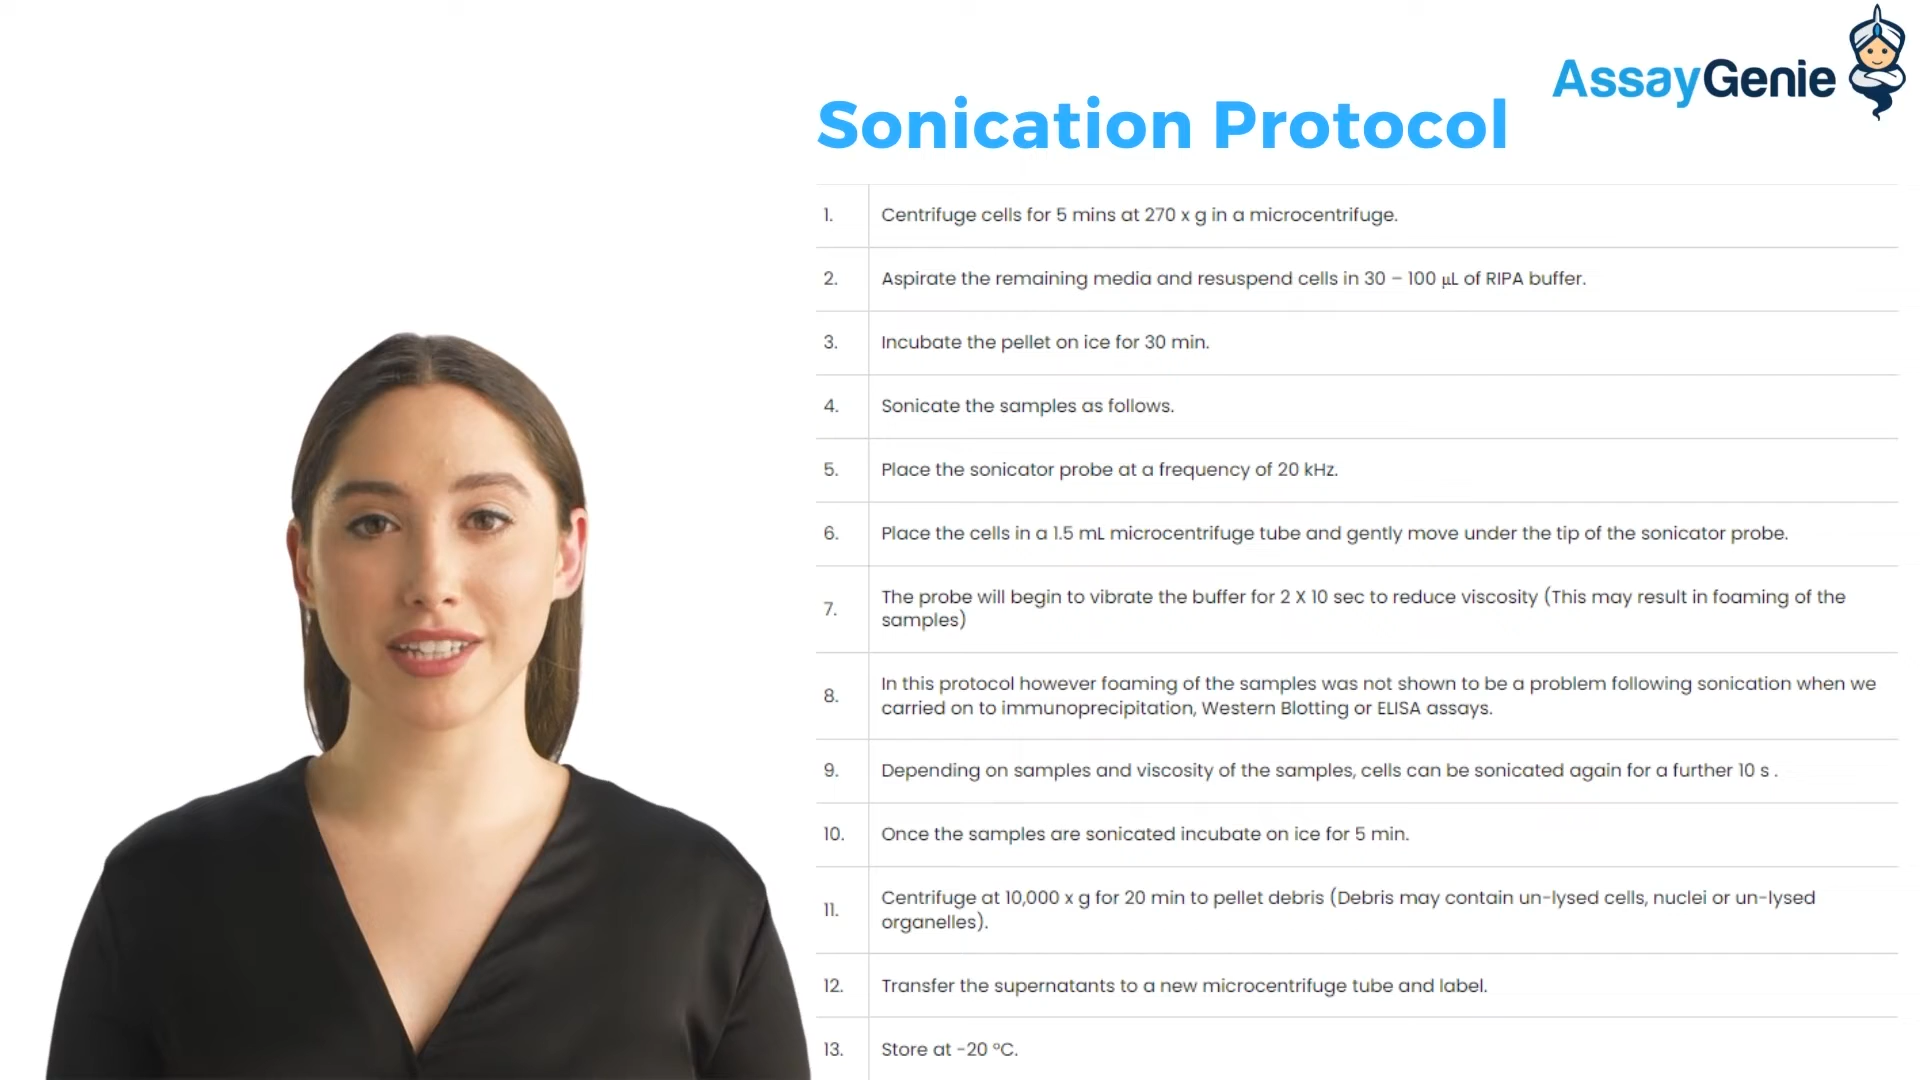 AssayGenie
Sonication Protocol
1. Centrifuge cells for 5 mins at 270 x g in a microcentrifuge.
2. Aspirate the remaining media and resuspend cells in 30 – 100 μL of RIPA buffer.
3. Incubate the pellet on ice for 30 min.
4. Sonicate the samples as follows.
5. Place the sonicator probe at a frequency of 20 kHz.
6. Place the cells in a 1.5 mL microcentrifuge tube and gently move under the tip of the sonicator probe.
7. The probe will begin to vibrate the buffer for 2 X 10 sec to reduce viscosity (This may result in foaming of the
samples)
8. In this protocol however foaming of the samples was not shown to be a problem following sonication when we
carried on to immunoprecipitation, Western Blotting or ELISA assays.
9. Depending on samples and viscosity of the samples, cells can be sonicated again for a further 10 s .
10. Once the samples are sonicated incubate on ice for 5 min.
11. Centrifuge at 10,000 x g for 20 min to pellet debris (Debris may contain un-lysed cells, nuclei or un-lysed
organelles).
12. Transfer the supernatants to a new microcentrifuge tube and label.
13. Store at -20 °C.